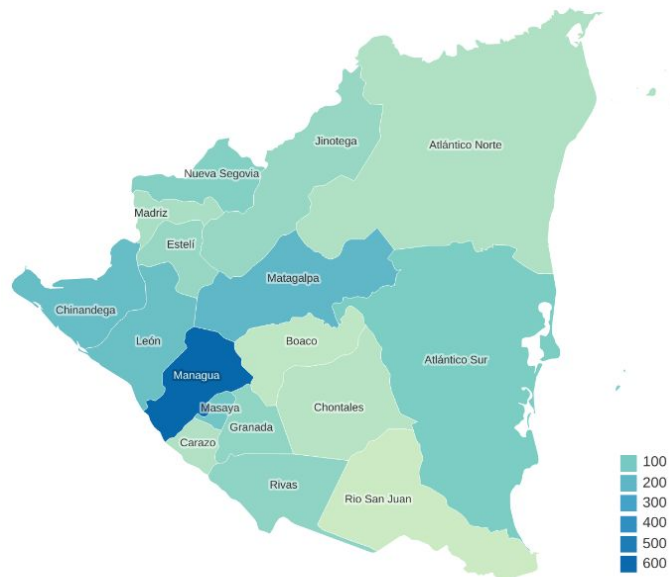 Jinotega
Atlántico Norte
Nueva Segovia
Madriz
Estelí
Matagalpa
Chinandega
León
Boaco
Atlántico Sur
Managua
Masaya
Chontales
Granada
Carazo
Rivas
Rio San Juan
100
200
300
400
500
600